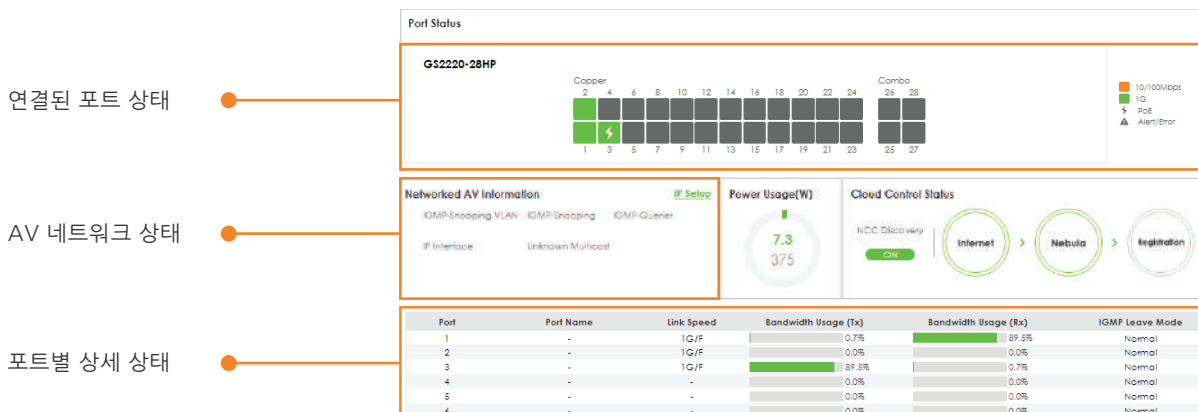 Port Status
GS2220-28HP
Copper
Combo
2 4 6 8 10 12 14 16 18 20 22 24 26 28
1 3 5 7 9 11 13 15 17 19 21 23 25 27
10/100Mbps
1G
PoE
Alert/Error
연결된 포트 상태
Networked AV Information
IP Setup
IGMP-Snooping VLAN IGMP-Snooping IGMP-Querier
IP Interface Unknown Multicast
AV 네트워크 상태
Power Usage(W)
7.3
375
Cloud Control Status
NCC Discovery
ON
Internet
Nebula
Registration
포트별 상세 상태
Port Port Name Link Speed Bandwidth Usage (Tx) Bandwidth Usage (Rx) IGMP Leave Mode
1 - 1G/F 0.7% 89.5% Normal
2 - 1G/F 0.0% 0.0% Normal
3 - 1G/F 89.5% 0.7% Normal
4 - - 0.0% 0.0% Normal
5 - - 0.0% 0.0% Normal
6 - - 0.0% 0.0% Normal